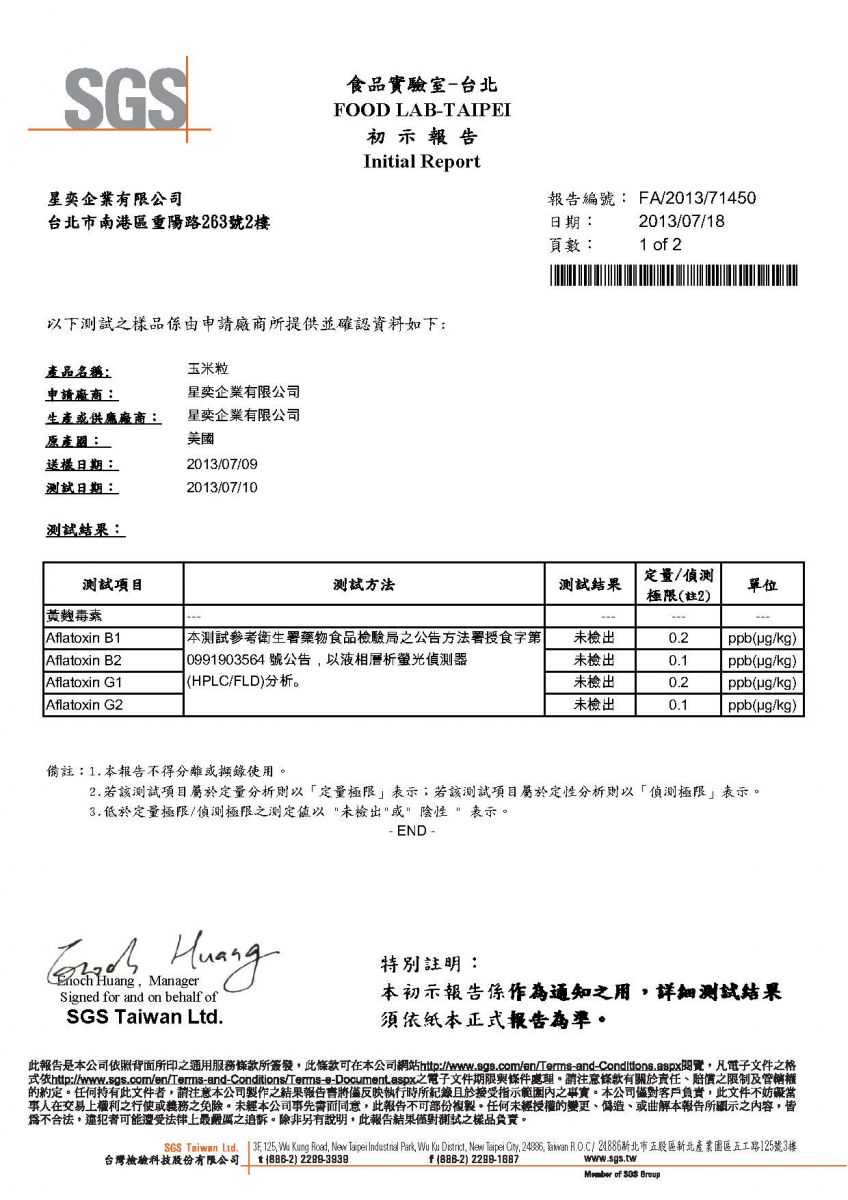 SGS
食品實驗室-台北
FOOD LAB-TAIPEI
初 示 報 告
Initial Report
星奕企業有限公司
台北市南港區重陽路263號2樓
報告編號： FA/2013/71450
日期： 2013/07/18
頁數： 1 of 2
以下測試之樣品係由申請廠商所提供並確認資料如下:
產品名稱: 玉米粒
申請廠商： 星奕企業有限公司
生產或供應廠商： 星奕企業有限公司
原產國： 美國
送樣日期： 2013/07/09
測試日期： 2013/07/10
測試結果：
測試項目 測試方法 測試結果 定量/偵測極限(註2) 單位
黃麴毒素 --- --- --- ---
Aflatoxin B1 本測試參考衛生署藥物食品檢驗局之公告方法署授食字第 未檢出 0.2 ppb(μg/kg)
Aflatoxin B2 0991903564 號公告，以液相層析螢光偵測器 未檢出 0.1 ppb(μg/kg)
Aflatoxin G1 (HPLC/FLD)分析。 未檢出 0.2 ppb(μg/kg)
Aflatoxin G2 未檢出 0.1 ppb(μg/kg)
備註：1.本報告不得分離或擷錄使用。
2.若該測試項目屬於定量分析則以「定量極限」表示；若該測試項目屬於定性分析則以「偵測極限」表示。
3.低於定量極限/偵測極限之測定值以 "未檢出"或" 陰性 " 表示。
- END -
Enoch Huang
Enoch Huang , Manager
Signed for and on behalf of
SGS Taiwan Ltd.
特別註明：
本初示報告係作為通知之用，詳細測試結果
須依紙本正式報告為準。
此報告是本公司依照背面所印之通用服務條款所簽發，此條款可在本公司網站http://www.sgs.com/en/Terms-and-Conditions.aspx閱覽，凡電子文件之格
式依http://www.sgs.com/en/Terms-and-Conditions/Terms-e-Document.aspx之電子文件期限與條件處理。請注意條款有關於責任、賠償之限制及管轄權
的約定。任何持有此文件者，請注意本公司製作之結果報告書將僅反映執行時所紀錄且於接受指示範圍內之事實。本公司僅對客戶負責，此文件不妨礙當
事人在交易上權利之行使或義務之免除。未經本公司事先書面同意，此報告不可部份複製。任何未經授權的變更、偽造、或曲解本報告所顯示之內容，皆
為不合法，違犯者可能遭受法律上最嚴厲之追訴。除非另有說明，此報告結果僅對測試之樣品負責。
SGS Taiwan Ltd. 3F, 125, Wu Kung Road, New Taipei Industrial Park, Wu Ku District, New Taipei City, 24886, Taiwan R.O.C./ 24886新北市五股區新北產業園區五工路125號3樓
台灣檢驗科技股份有限公司 t (886-2) 2299-3939 f (886-2) 2299-1687 www.sgs.tw
Member of SGS Group